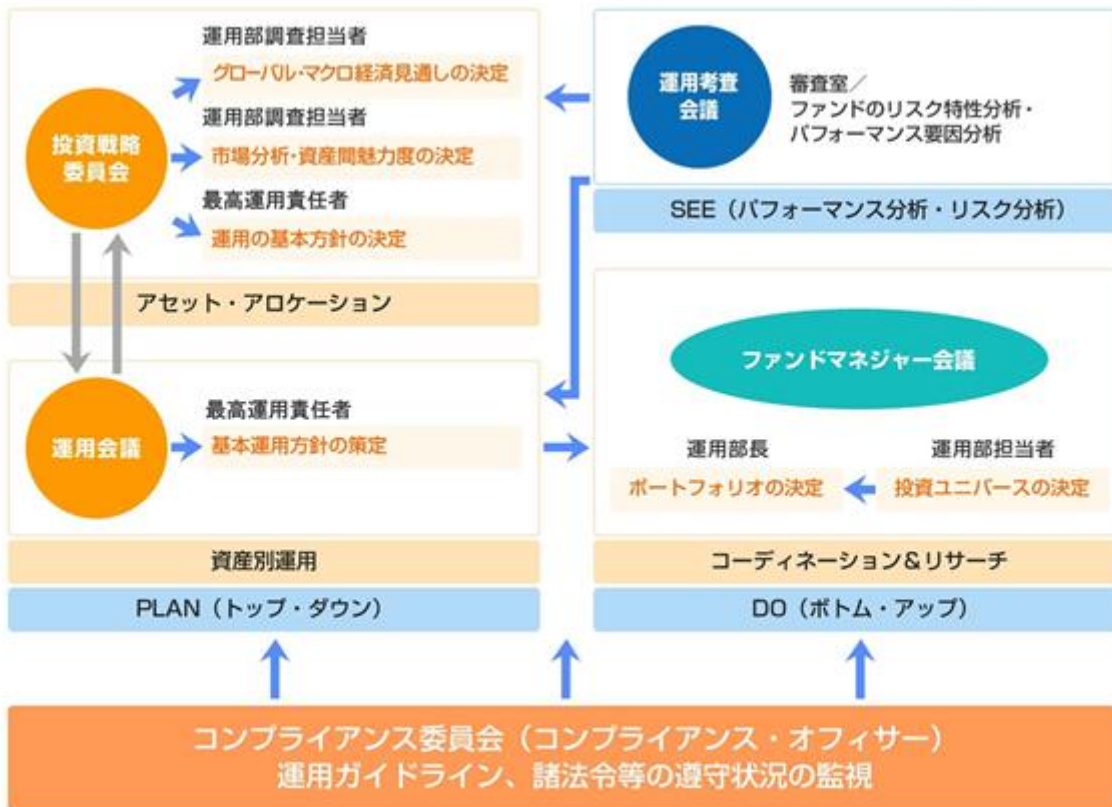 投資戦略
委員会
運用部調査担当者
グローバル・マクロ経済見通しの決定
運用部調査担当者
市場分析・資産間魅力度の決定
最高運用責任者
運用の基本方針の決定
アセット・アロケーション
運用考査
会議
審査室／
ファンドのリスク特性分析・
パフォーマンス要因分析
SEE（パフォーマンス分析・リスク分析）
運用会議
最高運用責任者
基本運用方針の策定
資産別運用
PLAN（トップ・ダウン）
ファンドマネジャー会議
運用部長
ポートフォリオの決定
運用部担当者
投資ユニバースの決定
コーディネーション＆リサーチ
DO（ボトム・アップ）
コンプライアンス委員会（コンプライアンス・オフィサー）
運用ガイドライン、諸法令等の遵守状況の監視